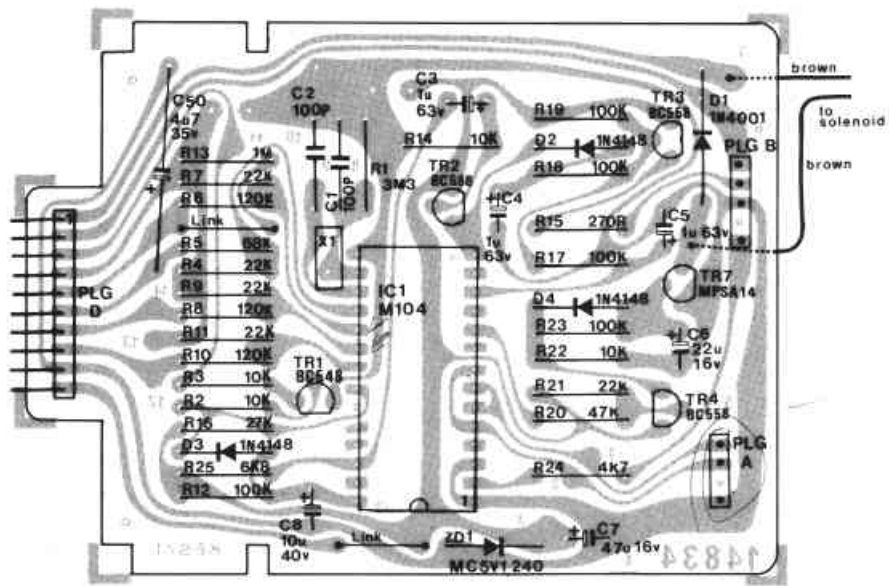 brown
to
solenoid
brown
C50
4u7
35v
C2
100P
C1
100P
R1
3M3
C3
1u
63v
R14 10K
TR2
BC558
C4
1u
63v
R19 100K
D2 1N4148
R18 100K
R15 270R
R17 100K
D4 1N4148
R23 100K
R22 10K
R21 22K
R20 47K
R24 4K7
TR3
BC558
D1
1N4001
PLG B
C5
1u 63v
TR7
MPSA14
C6
22u
16v
TR4
BC558
PLG
A
R13 1M
R7 22K
R6 120K
Link
R5 68K
R4 22K
R9 22K
R8 120K
R11 22K
R10 120K
R3 10K
R2 10K
R16 27K
D3 1N4148
R25 6K8
R12 100K
PLG
D
X1
IC1
M104
1
TR1
BC548
C8
10u
40v
Link
ZD1
MC5V1240
C7
47u 16v
14834